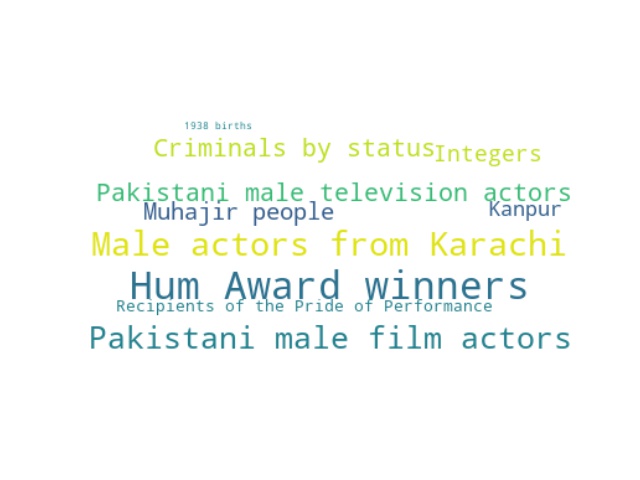 1938 births
Criminals by status
Integers
Pakistani male television actors
Muhajir people
Kanpur
Male actors from Karachi
Hum Award winners
Recipients of the Pride of Performance
Pakistani male film actors